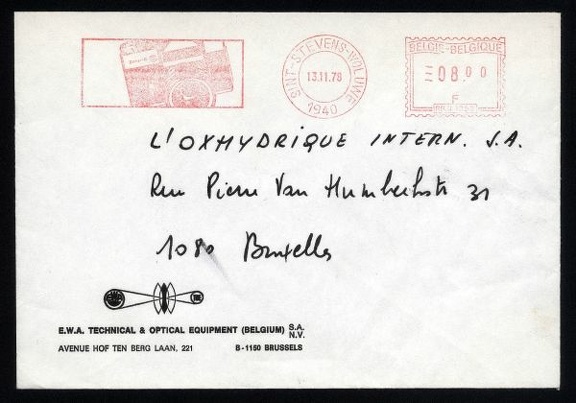 SINT-STEVENS-WOLUWE
13.11.78
1940
BELGIE-BELGIQUE
08.00
F
L'OXHYDRIQUE INTERN. S.A.
Rue Pierre Van Humbeek 31
1080 Bruxelles
E.W.A. TECHNICAL & OPTICAL EQUIPMENT (BELGIUM) S.A.
N.V.
AVENUE HOF TEN BERG LAAN, 221 B-1150 BRUSSELS